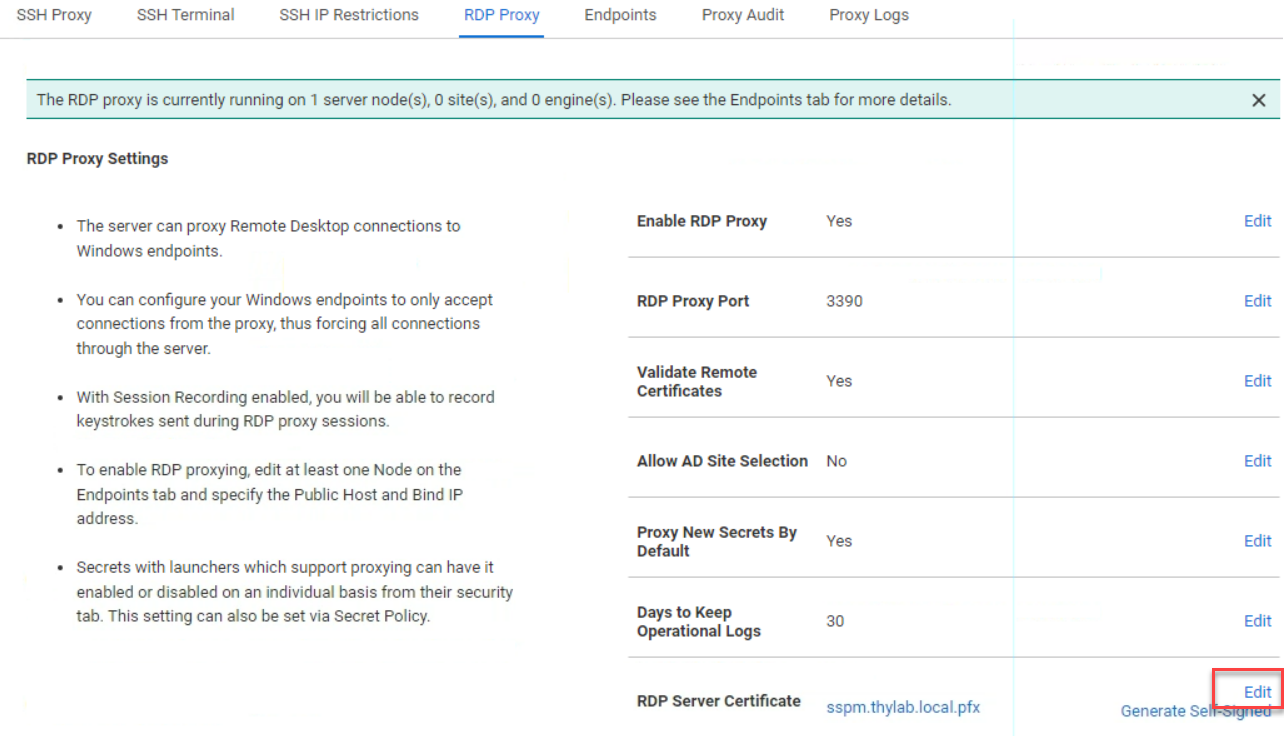 SSH Proxy SSH Terminal SSH IP Restrictions RDP Proxy Endpoints Proxy Audit Proxy Logs
The RDP proxy is currently running on 1 server node(s), 0 site(s), and 0 engine(s). Please see the Endpoints tab for more details.
RDP Proxy Settings
• The server can proxy Remote Desktop connections to
Windows endpoints.
• You can configure your Windows endpoints to only accept
connections from the proxy, thus forcing all connections
through the server.
• With Session Recording enabled, you will be able to record
keystrokes sent during RDP proxy sessions.
• To enable RDP proxying, edit at least one Node on the
Endpoints tab and specify the Public Host and Bind IP
address.
• Secrets with launchers which support proxying can have it
enabled or disabled on an individual basis from their security
tab. This setting can also be set via Secret Policy.
Enable RDP Proxy Yes Edit
RDP Proxy Port 3390 Edit
Validate Remote
Certificates Yes Edit
Allow AD Site Selection No Edit
Proxy New Secrets By
Default Yes Edit
Days to Keep
Operational Logs 30 Edit
RDP Server Certificate sspm.thylab.local.pfx Edit
Generate Self-Signed